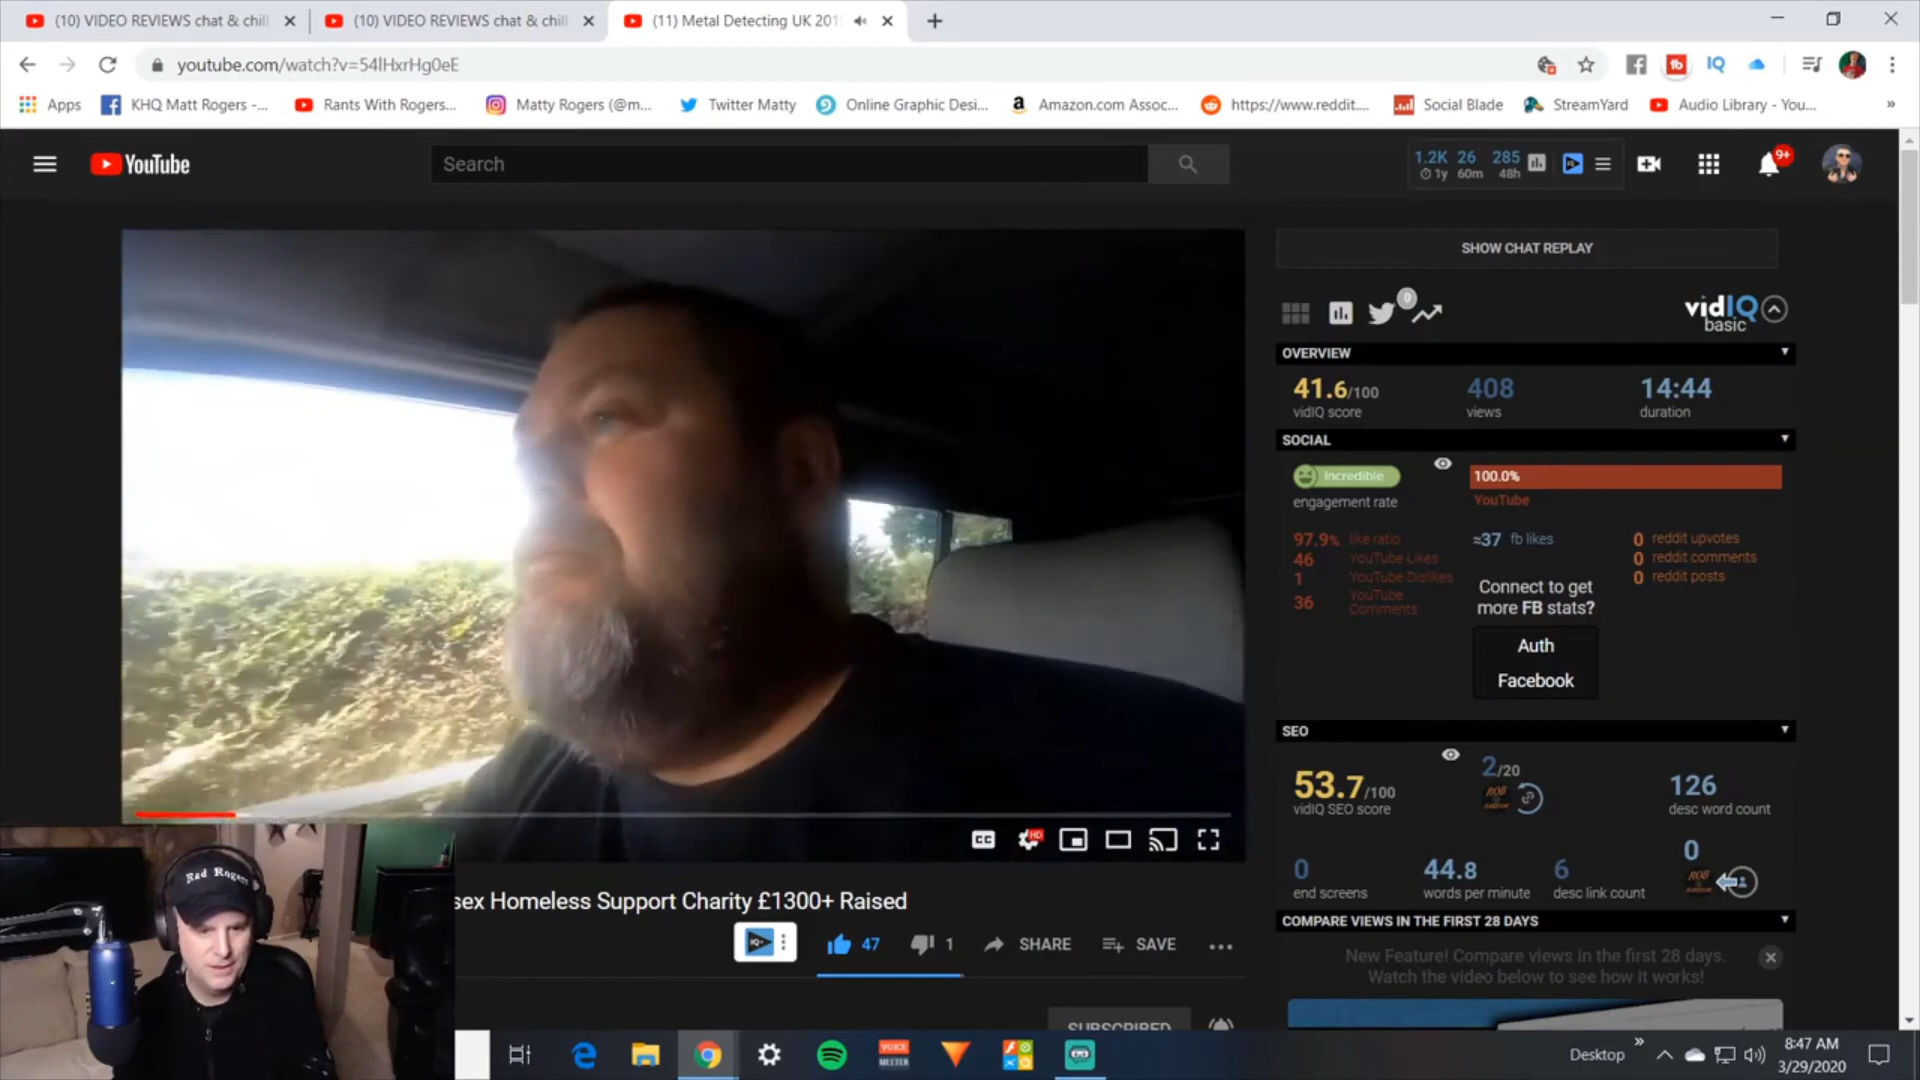 (10) VIDEO REVIEWS chat & chill
(10) VIDEO REVIEWS chat & chill
(11) Metal Detecting UK 201
youtube.com/watch?v=54lHxrHg0eE
Apps
KHQ Matt Rogers -...
Rants With Rogers...
Matty Rogers (@m...
Twitter Matty
Online Graphic Desi...
Amazon.com Assoc...
https://www.reddit....
Social Blade
StreamYard
Audio Library - You...
YouTube
Search
1.2K 26 285
1y 60m 48h
9+
SHOW CHAT REPLAY
0
vidIQ
basic
OVERVIEW
41.6/100
vidIQ score
408
views
14:44
duration
SOCIAL
incredible
engagement rate
100.0%
YouTube
97.9% like ratio
46 YouTube Likes
1 YouTube Dislikes
36 YouTube Comments
≈37 fb likes
0 reddit upvotes
0 reddit comments
0 reddit posts
Connect to get
more FB stats?
Auth
Facebook
SEO
53.7/100
vidIQ SEO score
2/20
126
desc word count
0
end screens
44.8
words per minute
6
desc link count
0
COMPARE VIEWS IN THE FIRST 28 DAYS
New Feature! Compare views in the first 28 days.
Watch the video below to see how it works!
CC
HD
Rad Rogers
sex Homeless Support Charity £1300+ Raised
IQ
47
1
SHARE
SAVE
SUBSCRIBED
VOICE
MEETER
Desktop
8:47 AM
3/29/2020